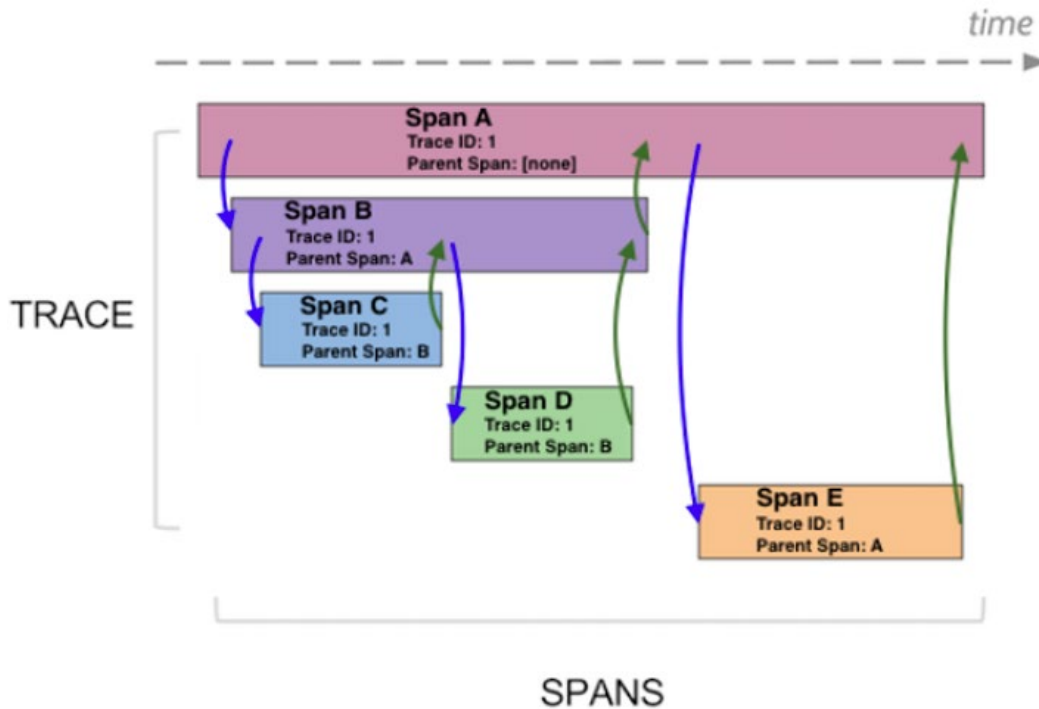 time
Span A
Trace ID: 1
Parent Span: [none]
Span B
Trace ID: 1
Parent Span: A
TRACE
Span C
Trace ID: 1
Parent Span: B
Span D
Trace ID: 1
Parent Span: B
Span E
Trace ID: 1
Parent Span: A
SPANS